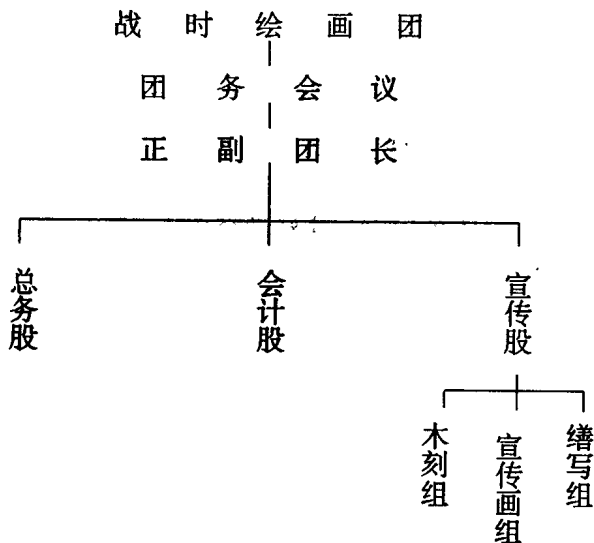 战时绘画团
团务会议
正副团长
总务股
会计股
宣传股
木刻组
宣传画组
缮写组